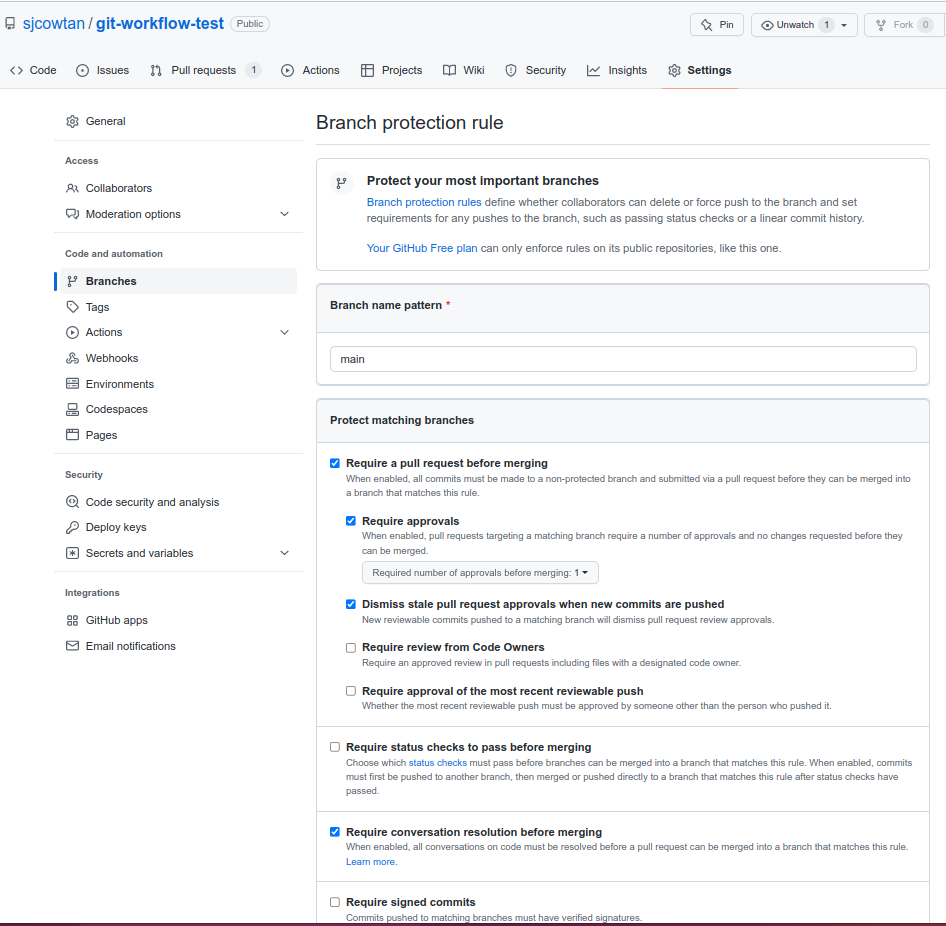 sjcowtan / git-workflow-test Public
Pin
Unwatch 1
Fork 0
Code
Issues
Pull requests 1
Actions
Projects
Wiki
Security
Insights
Settings
General
Access
Collaborators
Moderation options
Code and automation
Branches
Tags
Actions
Webhooks
Environments
Codespaces
Pages
Security
Code security and analysis
Deploy keys
Secrets and variables
Integrations
GitHub apps
Email notifications
Branch protection rule
Protect your most important branches
Branch protection rules define whether collaborators can delete or force push to the branch and set
requirements for any pushes to the branch, such as passing status checks or a linear commit history.
Your GitHub Free plan can only enforce rules on its public repositories, like this one.
Branch name pattern *
main
Protect matching branches
Require a pull request before merging
When enabled, all commits must be made to a non-protected branch and submitted via a pull request before they can be merged into
a branch that matches this rule.
Require approvals
When enabled, pull requests targeting a matching branch require a number of approvals and no changes requested before they
can be merged.
Required number of approvals before merging: 1
Dismiss stale pull request approvals when new commits are pushed
New reviewable commits pushed to a matching branch will dismiss pull request review approvals.
Require review from Code Owners
Require an approved review in pull requests including files with a designated code owner.
Require approval of the most recent reviewable push
Whether the most recent reviewable push must be approved by someone other than the person who pushed it.
Require status checks to pass before merging
Choose which status checks must pass before branches can be merged into a branch that matches this rule. When enabled, commits
must first be pushed to another branch, then merged or pushed directly to a branch that matches this rule after status checks have
passed.
Require conversation resolution before merging
When enabled, all conversations on code must be resolved before a pull request can be merged into a branch that matches this rule.
Learn more.
Require signed commits
Commits pushed to matching branches must have verified signatures.